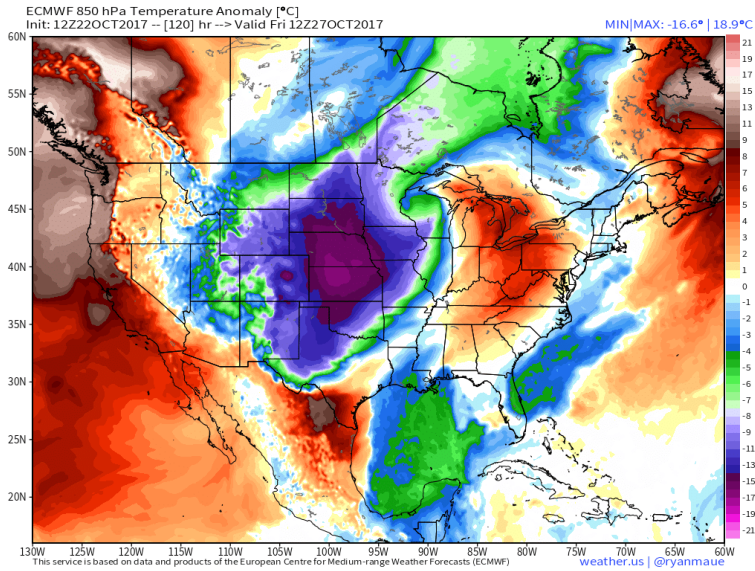 ECMWF 850 hPa Temperature Anomaly [°C]
Init: 12Z22OCT2017 -- [120] hr --> Valid Fri 12Z27OCT2017
MIN|MAX: -16.6° | 18.9°C
60N
55N
50N
45N
40N
35N
30N
25N
20N
130W 125W 120W 115W 110W 105W 100W 95W 90W 85W 80W 75W 70W 65W 60W
21
19
17
15
13
11
9
8
7
6
5
4
3
2
1
0
-1
-2
-3
-4
-5
-6
-7
-8
-9
-11
-13
-15
-17
-19
-21
This service is based on data and products of the European Centre for Medium-range Weather Forecasts (ECMWF)
weather.us | @ryanmaue